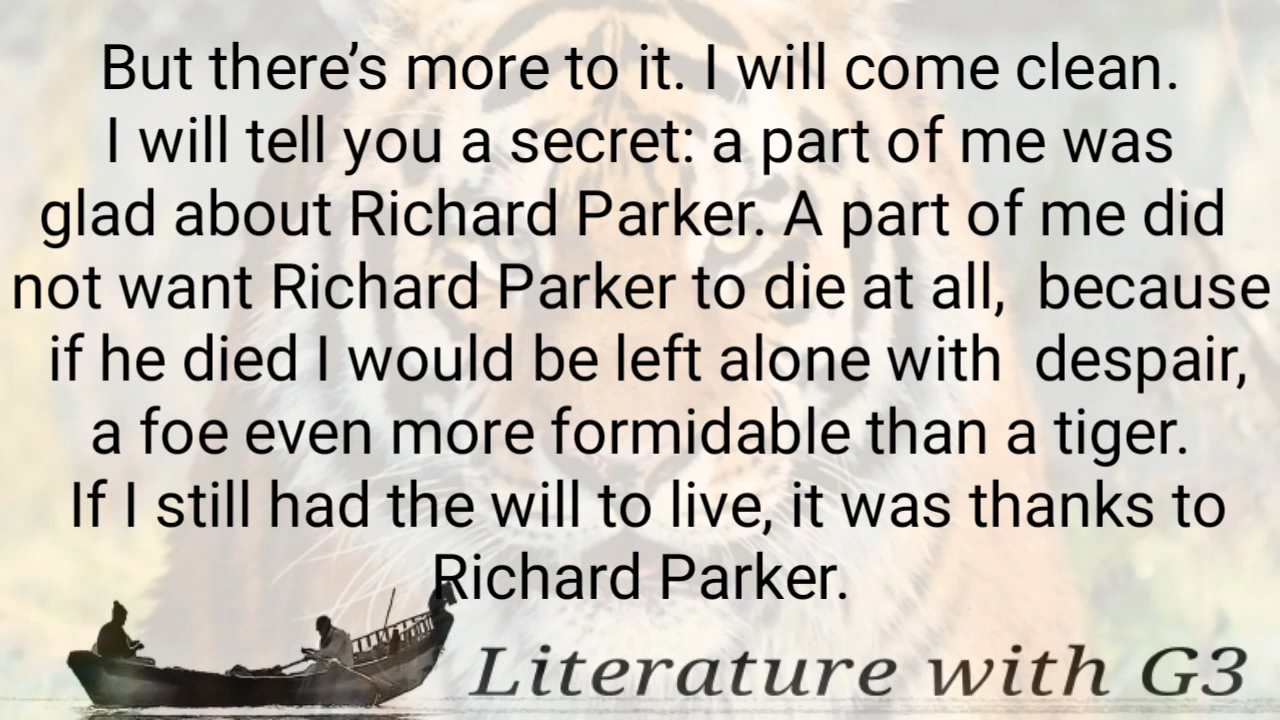 But there’s more to it. I will come clean.
I will tell you a secret: a part of me was
glad about Richard Parker. A part of me did
not want Richard Parker to die at all,  because
if he died I would be left alone with  despair,
a foe even more formidable than a tiger.
If I still had the will to live, it was thanks to
Richard Parker.
Literature with G3